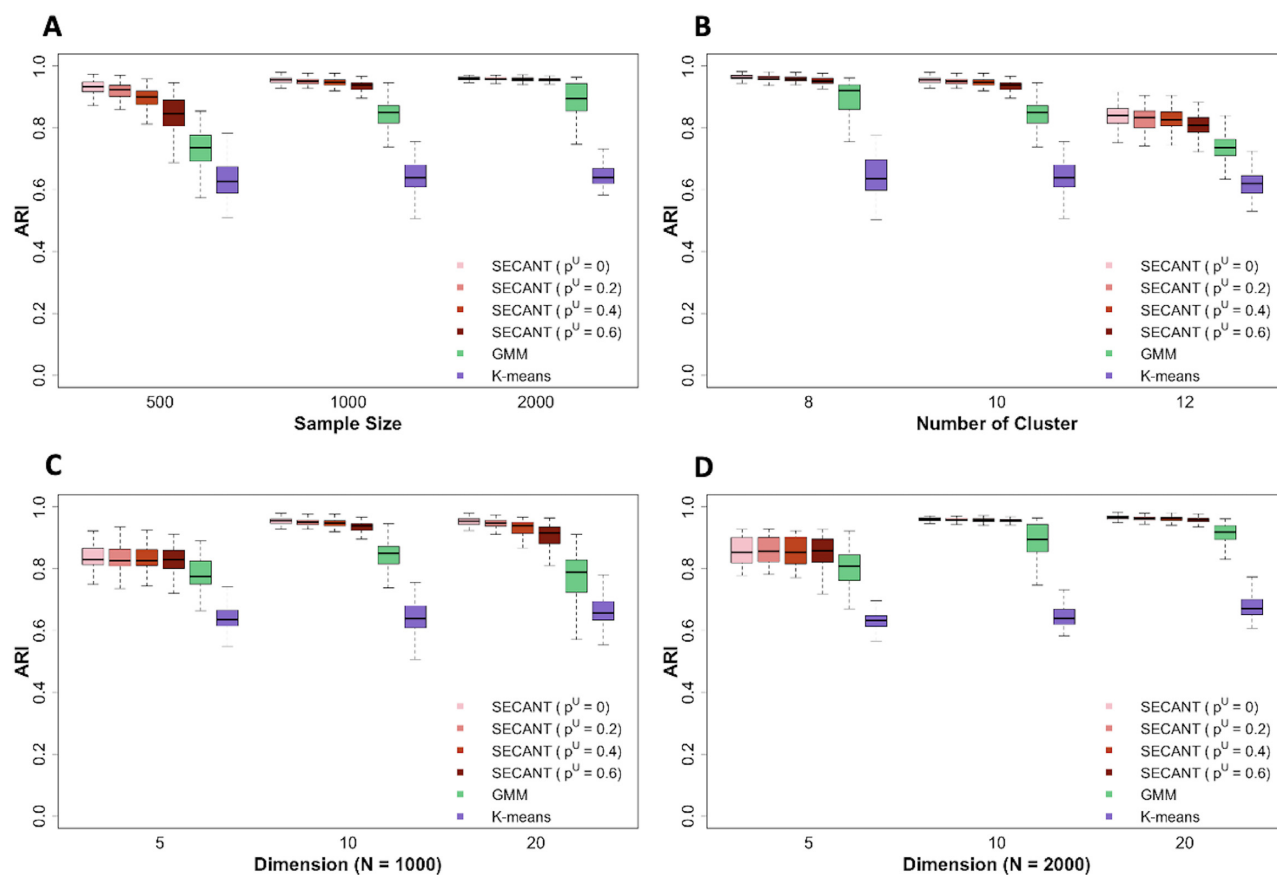 A
ARI
1.0
0.8
0.6
0.4
0.2
0.0
SECANT ( p^U = 0)
SECANT ( p^U = 0.2)
SECANT ( p^U = 0.4)
SECANT ( p^U = 0.6)
GMM
K-means
500 1000 2000
Sample Size
B
ARI
1.0
0.8
0.6
0.4
0.2
0.0
SECANT ( p^U = 0)
SECANT ( p^U = 0.2)
SECANT ( p^U = 0.4)
SECANT ( p^U = 0.6)
GMM
K-means
8 10 12
Number of Cluster
C
ARI
1.0
0.8
0.6
0.4
0.2
0.0
SECANT ( p^U = 0)
SECANT ( p^U = 0.2)
SECANT ( p^U = 0.4)
SECANT ( p^U = 0.6)
GMM
K-means
5 10 20
Dimension (N = 1000)
D
ARI
1.0
0.8
0.6
0.4
0.2
0.0
SECANT ( p^U = 0)
SECANT ( p^U = 0.2)
SECANT ( p^U = 0.4)
SECANT ( p^U = 0.6)
GMM
K-means
5 10 20
Dimension (N = 2000)